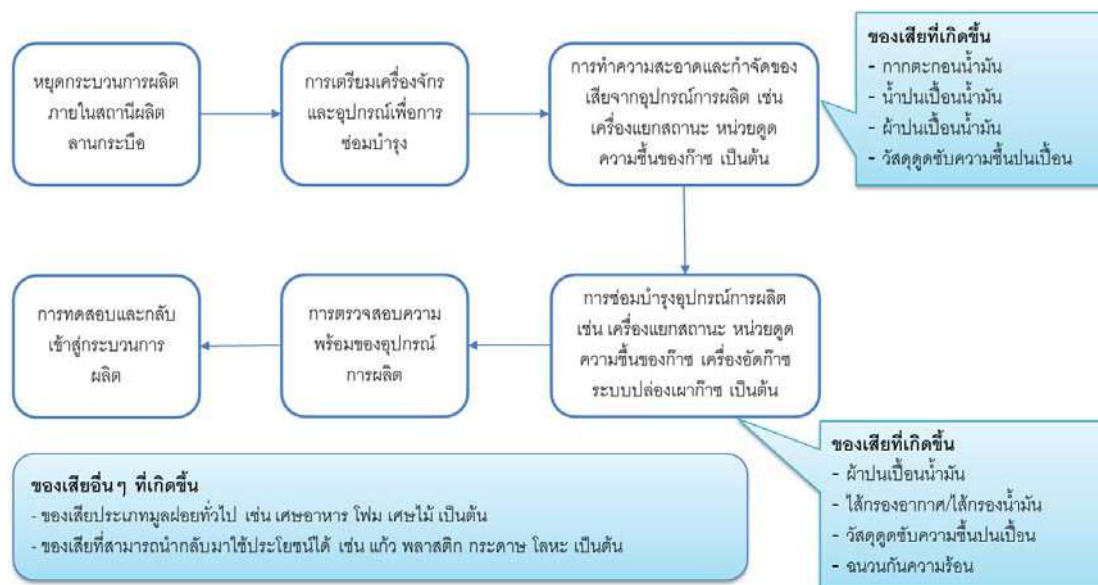 หยุดกระบวนการผลิต
ภายในสถานีผลิต
ลานกระบือ
การเตรียมเครื่องจักร
และอุปกรณ์เพื่อการ
ซ่อมบำรุง
การทำความสะอาดและกำจัดของ
เสียจากอุปกรณ์การผลิต เช่น
เครื่องแยกสถานะ หน่วยดูด
ความชื้นของก๊าซ เป็นต้น
ของเสียที่เกิดขึ้น
- กากตะกอนน้ำมัน
- น้ำปนเปื้อนน้ำมัน
- ผ้าปนเปื้อนน้ำมัน
- วัสดุดูดซับความชื้นปนเปื้อน
การซ่อมบำรุงอุปกรณ์การผลิต
เช่น เครื่องแยกสถานะ หน่วยดูด
ความชื้นของก๊าซ เครื่องอัดก๊าซ
ระบบปล่องเผาก๊าซ เป็นต้น
ของเสียที่เกิดขึ้น
- ผ้าปนเปื้อนน้ำมัน
- ไส้กรองอากาศ/ไส้กรองน้ำมัน
- วัสดุดูดซับความชื้นปนเปื้อน
- ฉนวนกันความร้อน
การตรวจสอบความ
พร้อมของอุปกรณ์
การผลิต
การทดสอบและกลับ
เข้าสู่กระบวนการ
ผลิต
ของเสียอื่นๆ ที่เกิดขึ้น
- ของเสียประเภทมูลฝอยทั่วไป เช่น เศษอาหาร โฟม เศษไม้ เป็นต้น
- ของเสียที่สามารถนำกลับมาใช้ประโยชน์ได้ เช่น แก้ว พลาสติก กระดาษ โลหะ เป็นต้น